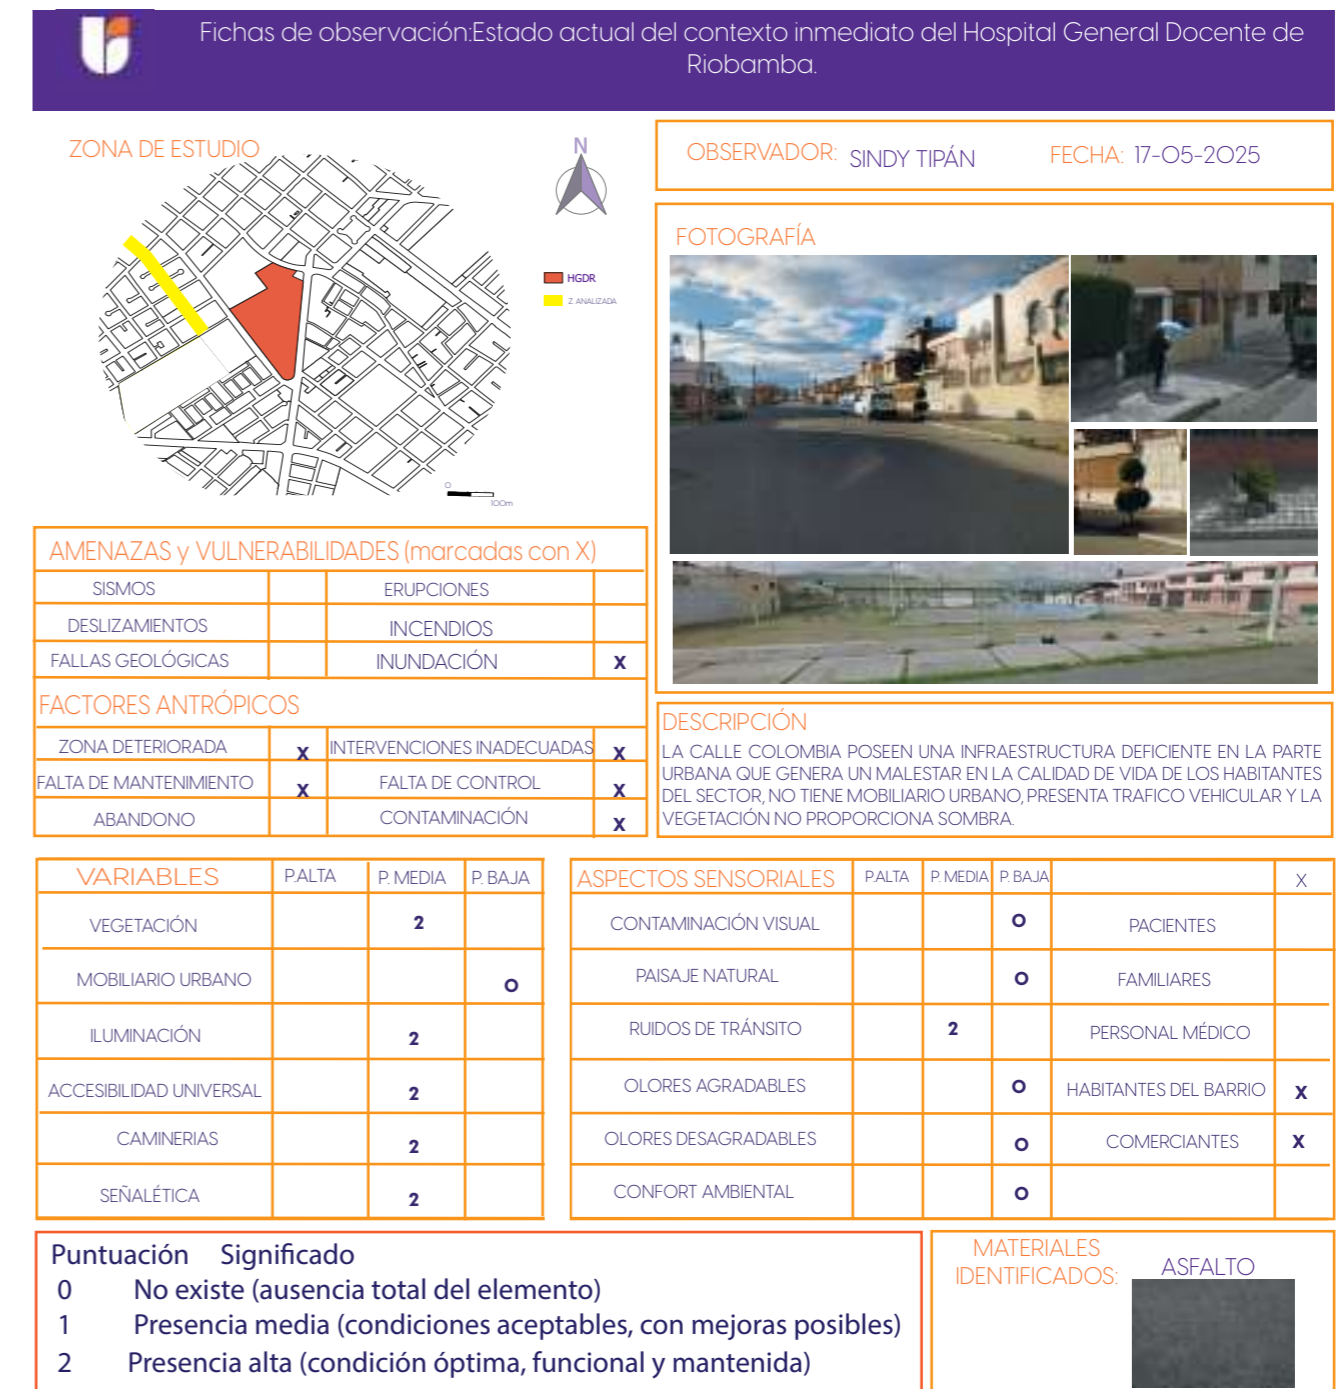 Fichas de observación:Estado actual del contexto inmediato del Hospital General Docente de
Riobamba.
ZONA DE ESTUDIO
N
HGDR
Z ANALIZADA
0
100m
OBSERVADOR: SINDY TIPÁN FECHA: 17-05-2025
FOTOGRAFÍA
AMENAZAS y VULNERABILIDADES (marcadas con X)
SISMOS ERUPCIONES
DESLIZAMIENTOS INCENDIOS
FALLAS GEOLÓGICAS INUNDACIÓN X
FACTORES ANTRÓPICOS
ZONA DETERIORADA X INTERVENCIONES INADECUADAS X
FALTA DE MANTENIMIENTO X FALTA DE CONTROL X
ABANDONO CONTAMINACIÓN X
DESCRIPCIÓN
LA CALLE COLOMBIA POSEEN UNA INFRAESTRUCTURA DEFICIENTE EN LA PARTE
URBANA QUE GENERA UN MALESTAR EN LA CALIDAD DE VIDA DE LOS HABITANTES
DEL SECTOR, NO TIENE MOBILIARIO URBANO, PRESENTA TRAFICO VEHICULAR Y LA
VEGETACIÓN NO PROPORCIONA SOMBRA.
VARIABLES P.ALTA P. MEDIA P. BAJA
VEGETACIÓN 2
MOBILIARIO URBANO 0
ILUMINACIÓN 2
ACCESIBILIDAD UNIVERSAL 2
CAMINERIAS 2
SEÑALÉTICA 2
ASPECTOS SENSORIALES P.ALTA P. MEDIA P. BAJA X
CONTAMINACIÓN VISUAL 0 PACIENTES
PAISAJE NATURAL 0 FAMILIARES
RUIDOS DE TRÁNSITO 2 PERSONAL MÉDICO
OLORES AGRADABLES 0 HABITANTES DEL BARRIO X
OLORES DESAGRADABLES 0 COMERCIANTES X
CONFORT AMBIENTAL 0
Puntuación Significado
0 No existe (ausencia total del elemento)
1 Presencia media (condiciones aceptables, con mejoras posibles)
2 Presencia alta (condición óptima, funcional y mantenida)
MATERIALES
IDENTIFICADOS: ASFALTO